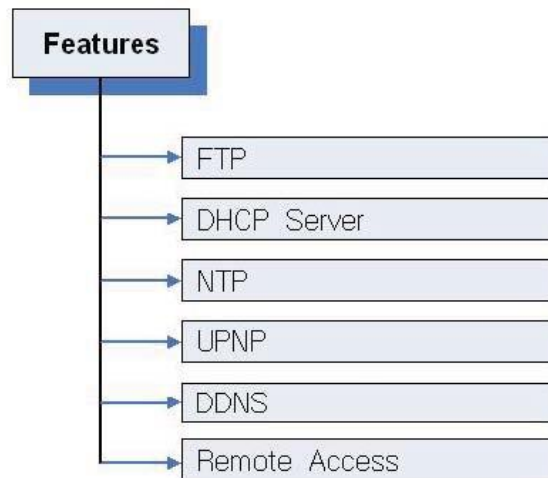 Features
FTP
DHCP Server
NTP
UPNP
DDNS
Remote Access